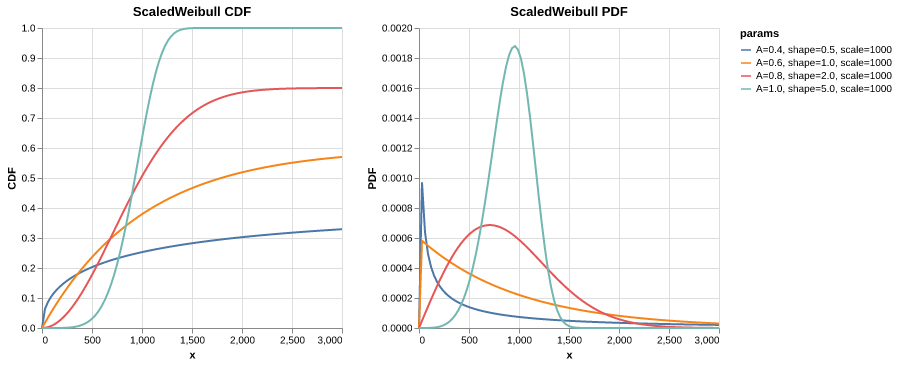 ScaledWeibull CDF
1.0
0.9
0.8
0.7
0.6
0.5
0.4
0.3
0.2
0.1
0.0
CDF
0 500 1,000 1,500 2,000 2,500 3,000
x
ScaledWeibull PDF
0.0020
0.0018
0.0016
0.0014
0.0012
0.0010
0.0008
0.0006
0.0004
0.0002
0.0000
PDF
0 500 1,000 1,500 2,000 2,500 3,000
x
params
A=0.4, shape=0.5, scale=1000
A=0.6, shape=1.0, scale=1000
A=0.8, shape=2.0, scale=1000
A=1.0, shape=5.0, scale=1000